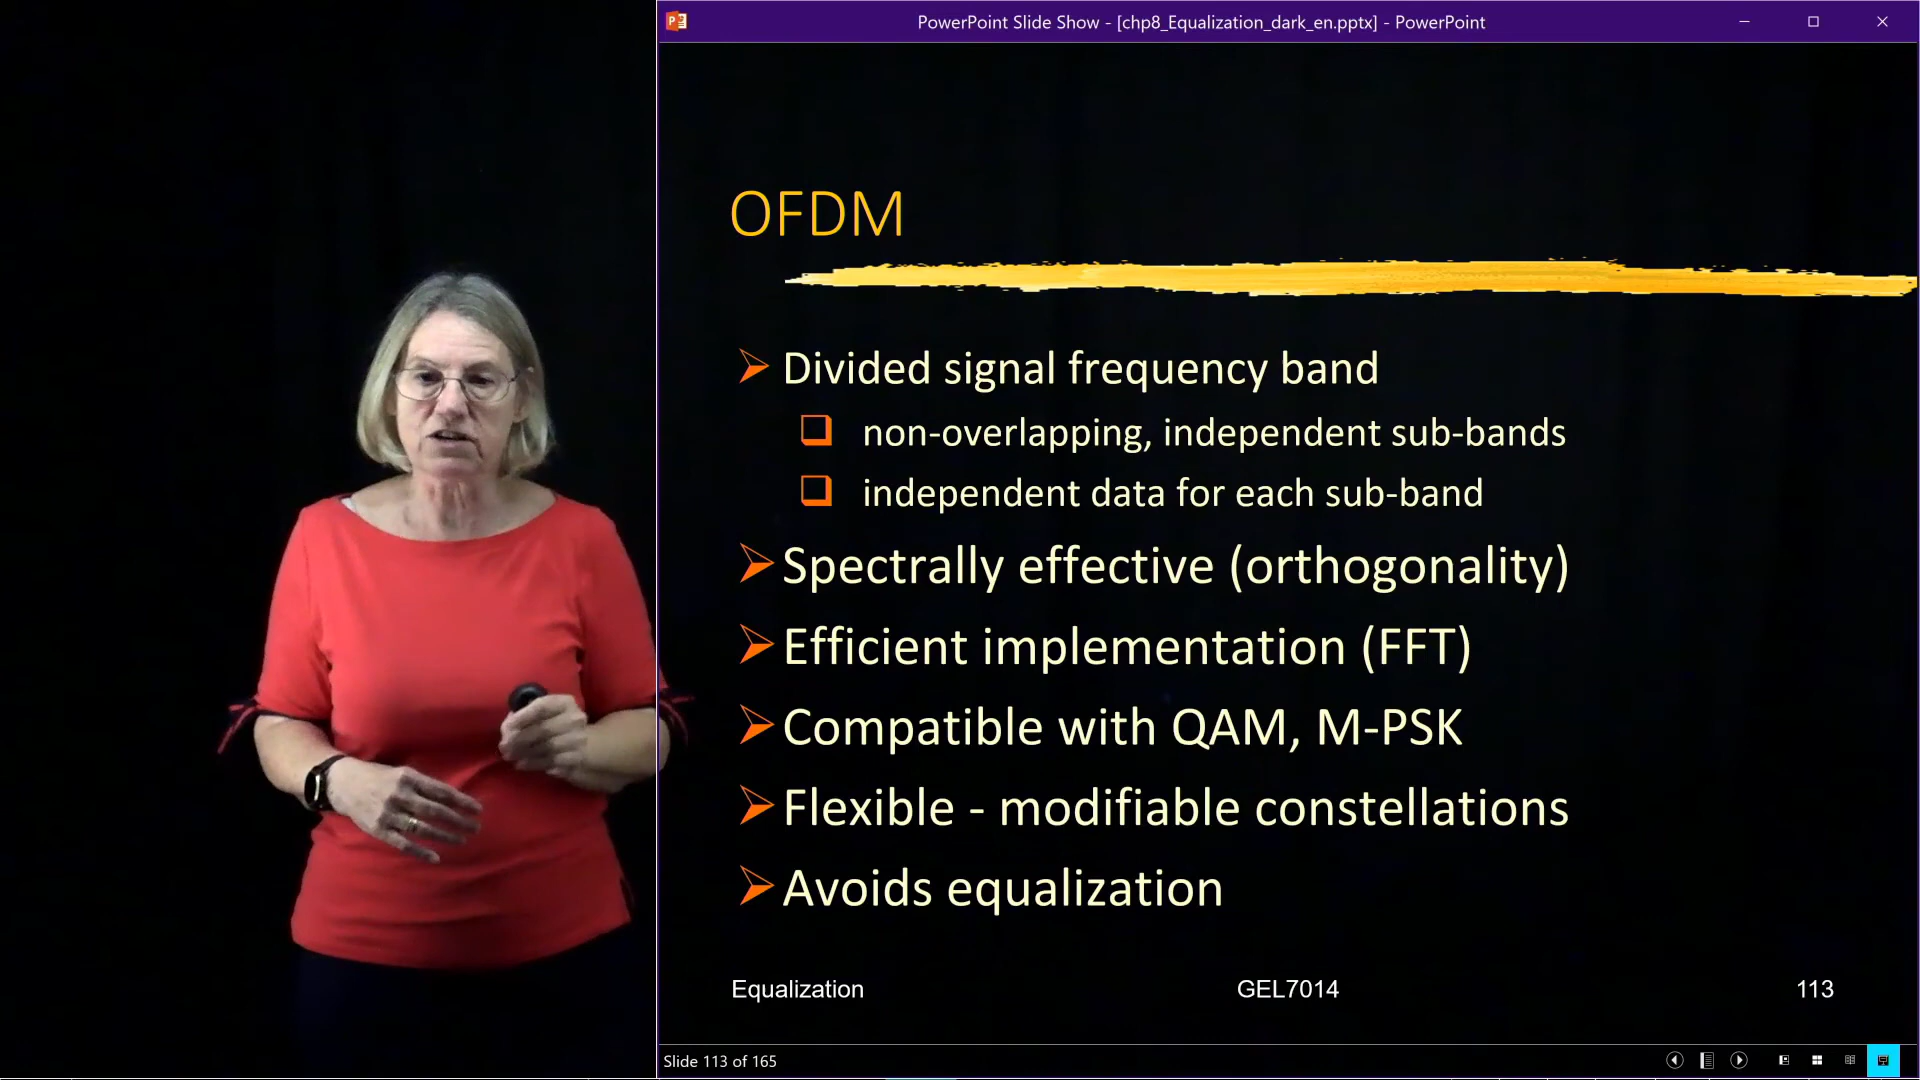 PowerPoint Slide Show - [chp8_Equalization_dark_en.pptx] - PowerPoint
OFDM
Divided signal frequency band
non-overlapping, independent sub-bands
independent data for each sub-band
Spectrally effective (orthogonality)
Efficient implementation (FFT)
Compatible with QAM, M-PSK
Flexible - modifiable constellations
Avoids equalization
Equalization GEL7014 113
Slide 113 of 165